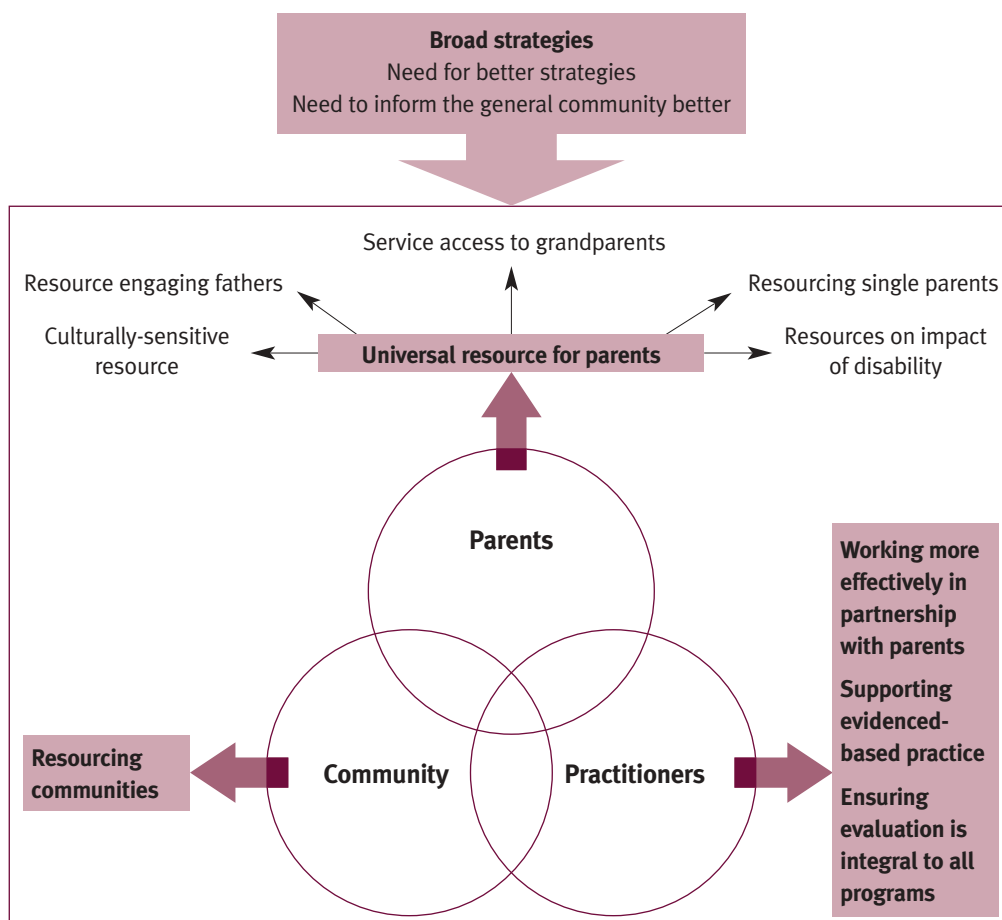 Broad strategies
Need for better strategies
Need to inform the general community better
Service access to grandparents
Resource engaging fathers
Resourcing single parents
Culturally-sensitive
resource
Universal resource for parents
Resources on impact
of disability
Parents
Working more
effectively in
partnership
with parents
Supporting
evidenced-
based practice
Ensuring
evaluation is
integral to all
programs
Resourcing
communities
Community
Practitioners